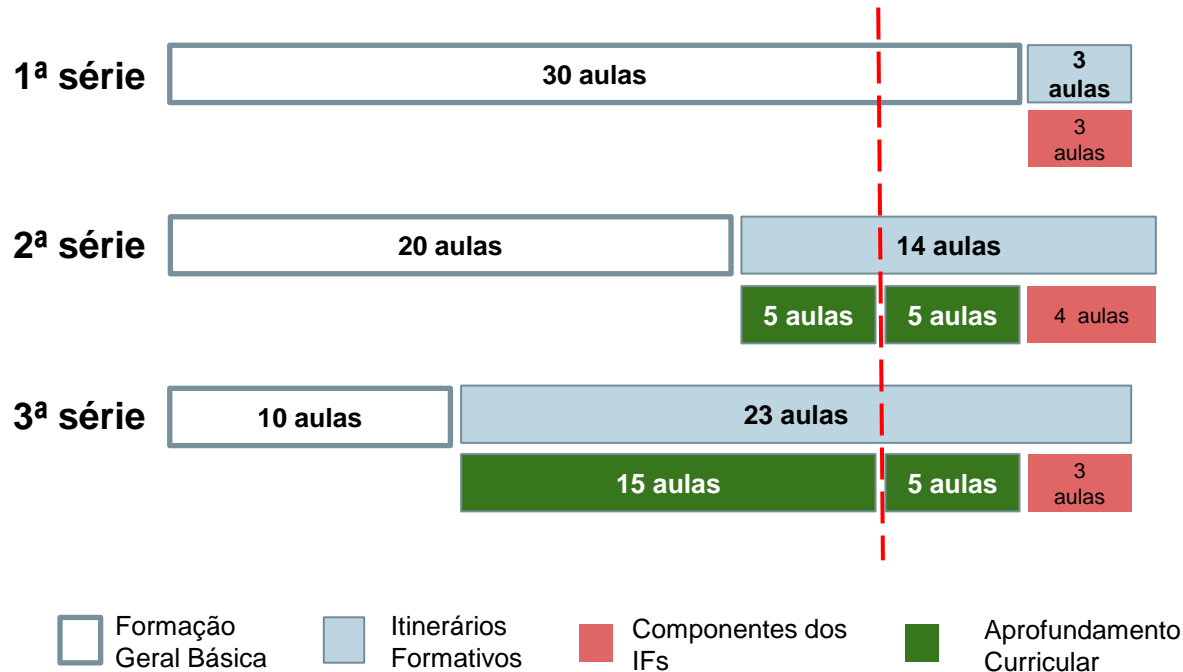 1ª série
30 aulas
3
aulas
3
aulas
2ª série
20 aulas
14 aulas
5 aulas
5 aulas
4 aulas
3ª série
10 aulas
23 aulas
15 aulas
5 aulas
3
aulas
Formação
Geral Básica
Itinerários
Formativos
Componentes dos
IFs
Aprofundamento
Curricular